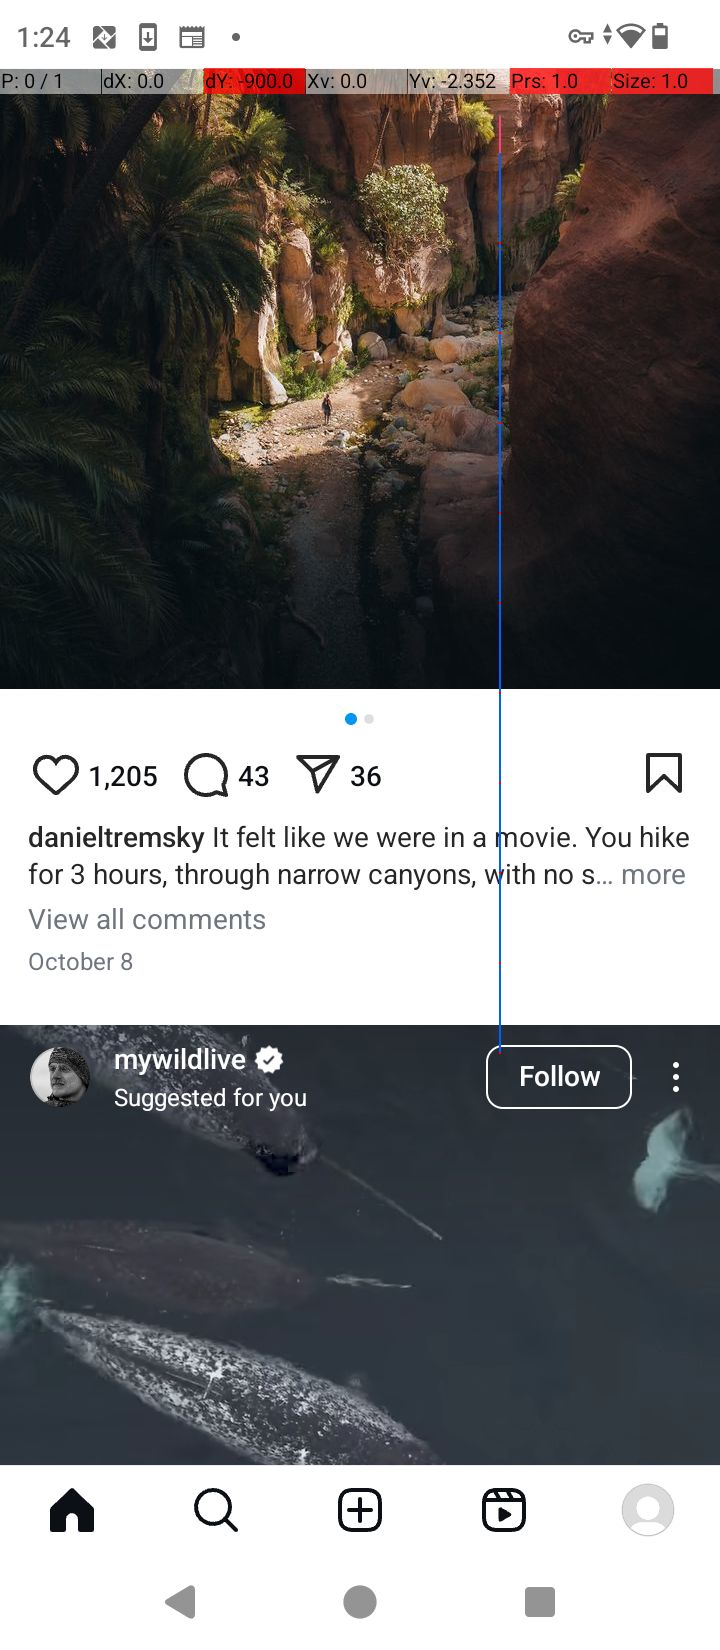 1:24
P: 0 / 1 dX: 0.0 dY: -900.0 Xv: 0.0 Yv: -2.352 Prs: 1.0 Size: 1.0
1,205 43 36
danieltremsky It felt like we were in a movie. You hike
for 3 hours, through narrow canyons, with no s... more
View all comments
October 8
mywildlive
Follow
Suggested for you